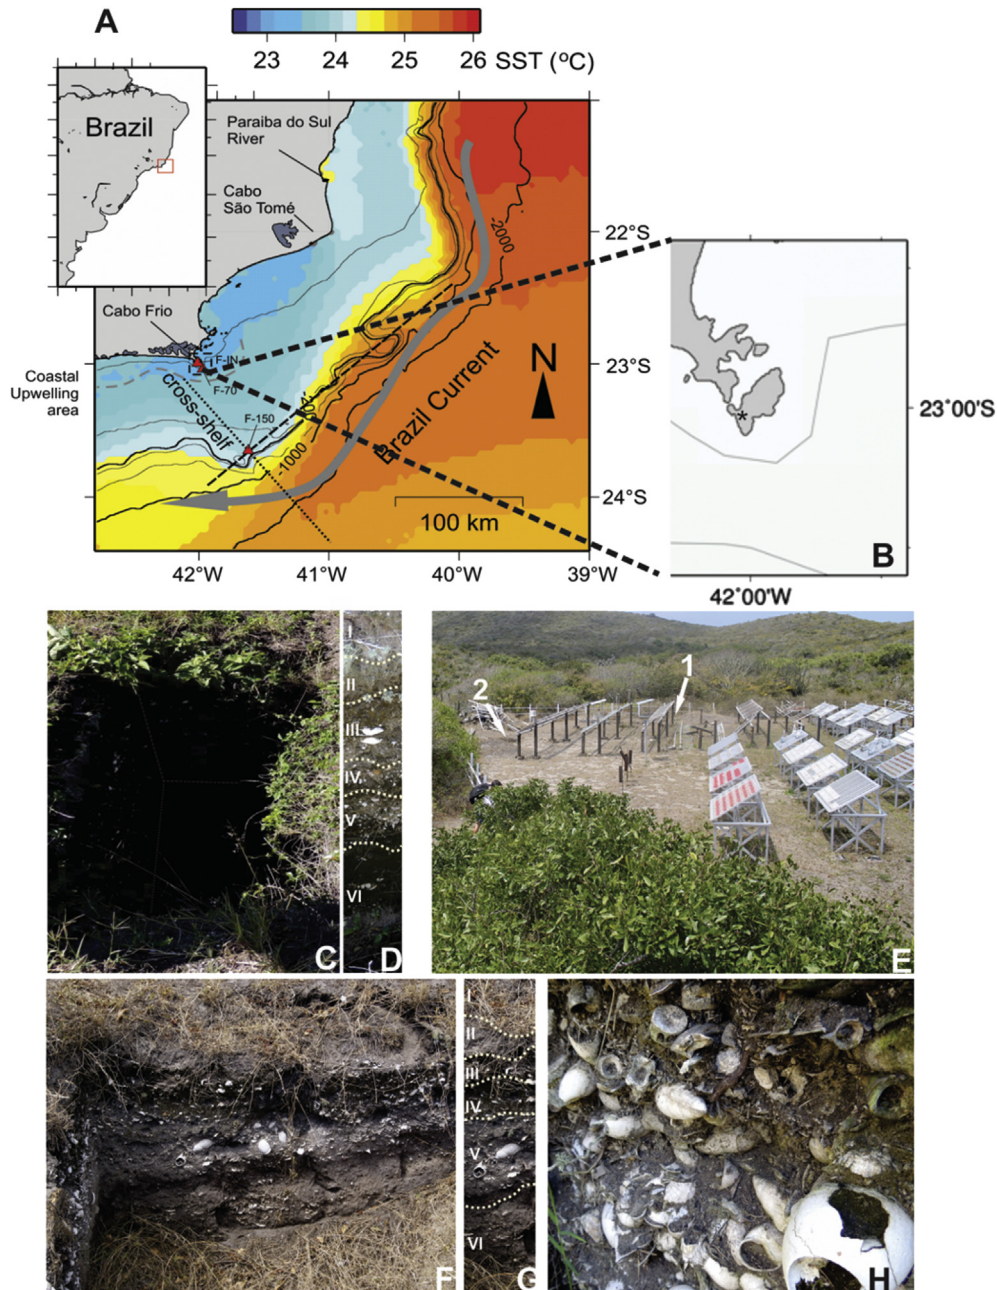 A
23 24 25 26 SST (ºC)
Brazil
Paraiba do Sul
River
Cabo
São Tomé
-2000
22°S
Cabo Frio
F-IN
F-70
23°S
Coastal
Upwelling
area
cross-shelf
F-150
-1000
Brazil Current
N
24°S
100 km
42°W 41°W 40°W 39°W
23°00'S
*
B
42°00'W
I
II
III
IV
V
VI
C
D
1
2
E
F
I
II
III
IV
V
VI
G
H